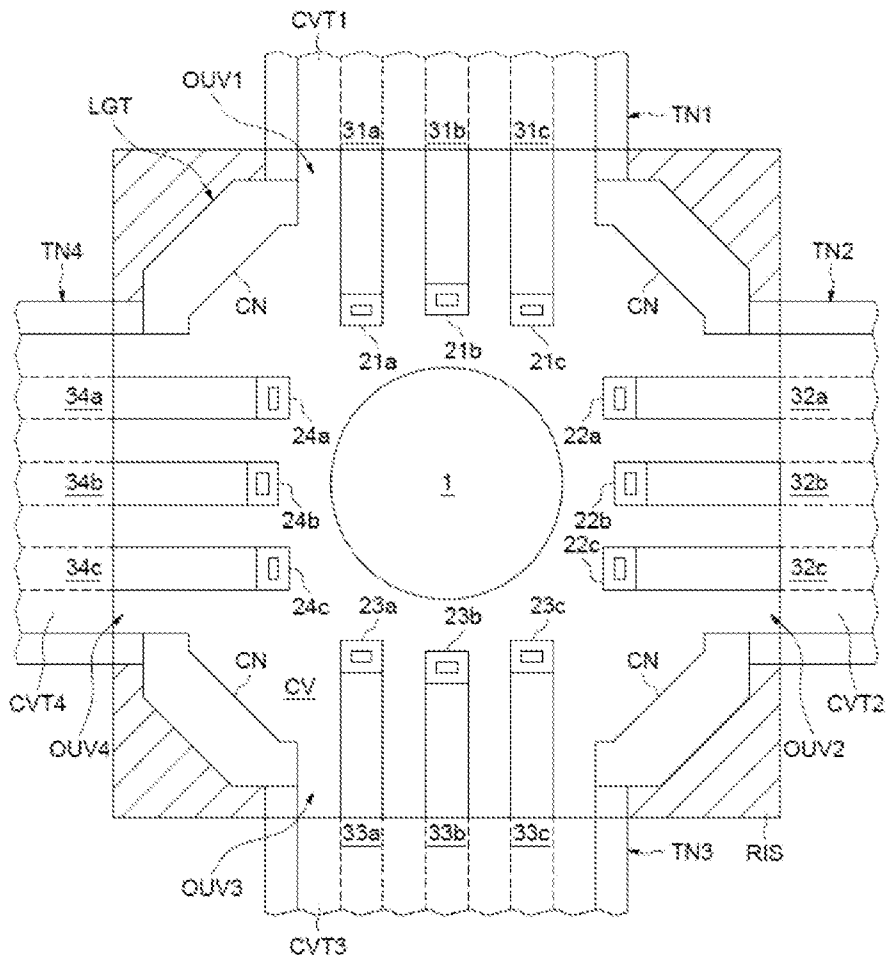 CVT1
OUV1
LGT
31a 31b 31c
TN1
TN4
TN2
CN
CN
21a 21b 21c
34a
24a
22a
32a
34b
1
24b
22b
32b
22c
34c
24c
32c
23a 23b 23c
CN
CN
CV
CVT4
CVT2
OUV4
OUV2
33a 33b 33c
TN3
RIS
OUV3
CVT3